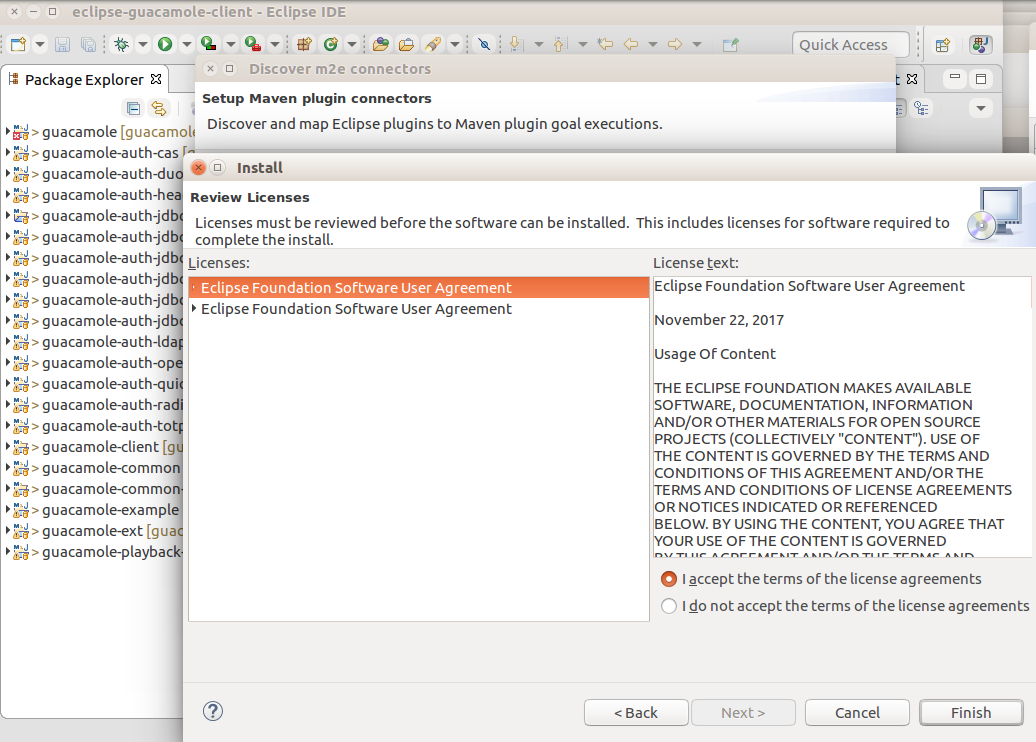 eclipse-guacamole-client - Eclipse IDE
Quick Access
Package Explorer
Discover m2e connectors
Setup Maven plugin connectors
Discover and map Eclipse plugins to Maven plugin goal executions.
> guacamole [guacamole
> guacamole-auth-cas [g
> guacamole-auth-duo
> guacamole-auth-hea
> guacamole-auth-jdbc
> guacamole-auth-jdbc
> guacamole-auth-jdbc
> guacamole-auth-jdbc
> guacamole-auth-jdbc
> guacamole-auth-jdbc
> guacamole-auth-ldap
> guacamole-auth-ope
> guacamole-auth-quic
> guacamole-auth-radi
> guacamole-auth-totp
> guacamole-client [gu
> guacamole-common
> guacamole-common-
> guacamole-example
> guacamole-ext [guac
> guacamole-playback-
Install
Review Licenses
Licenses must be reviewed before the software can be installed. This includes licenses for software required to
complete the install.
Licenses:
Eclipse Foundation Software User Agreement
Eclipse Foundation Software User Agreement
License text:
Eclipse Foundation Software User Agreement
November 22, 2017
Usage Of Content
THE ECLIPSE FOUNDATION MAKES AVAILABLE
SOFTWARE, DOCUMENTATION, INFORMATION
AND/OR OTHER MATERIALS FOR OPEN SOURCE
PROJECTS (COLLECTIVELY "CONTENT"). USE OF
THE CONTENT IS GOVERNED BY THE TERMS AND
CONDITIONS OF THIS AGREEMENT AND/OR THE
TERMS AND CONDITIONS OF LICENSE AGREEMENTS
OR NOTICES INDICATED OR REFERENCED
BELOW. BY USING THE CONTENT, YOU AGREE THAT
YOUR USE OF THE CONTENT IS GOVERNED
BY THIS AGREEMENT AND/OR THE TERMS AND
I accept the terms of the license agreements
I do not accept the terms of the license agreements
< Back
Next >
Cancel
Finish